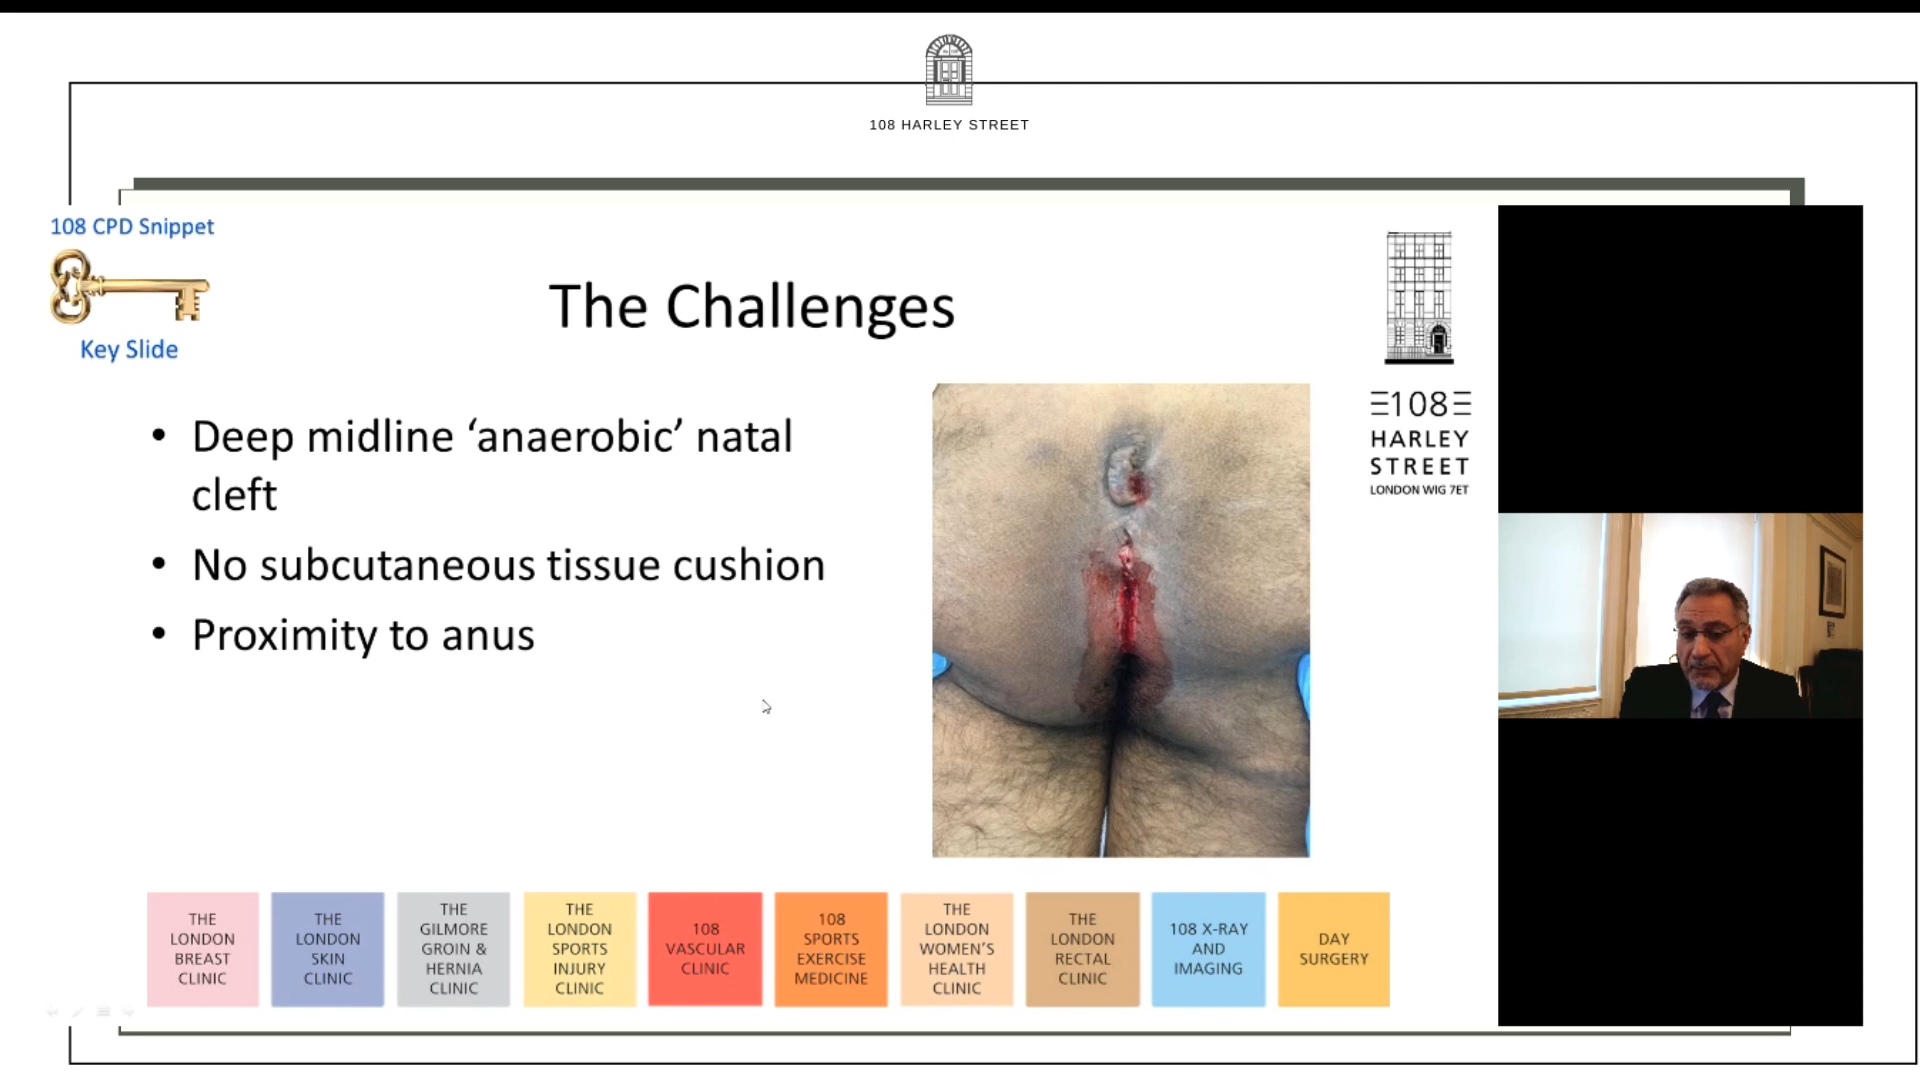 108 HARLEY STREET
108 CPD Snippet
Key Slide
The Challenges
• Deep midline ‘anaerobic’ natal
cleft
• No subcutaneous tissue cushion
• Proximity to anus
108
HARLEY
STREET
LONDON WIG 7ET
THE
LONDON
BREAST
CLINIC
THE
LONDON
SKIN
CLINIC
THE
GILMORE
GROIN &
HERNIA
CLINIC
THE
LONDON
SPORTS
INJURY
CLINIC
108
VASCULAR
CLINIC
108
SPORTS
EXERCISE
MEDICINE
THE
LONDON
WOMEN’S
HEALTH
CLINIC
THE
LONDON
RECTAL
CLINIC
108 X-RAY
AND
IMAGING
DAY
SURGERY